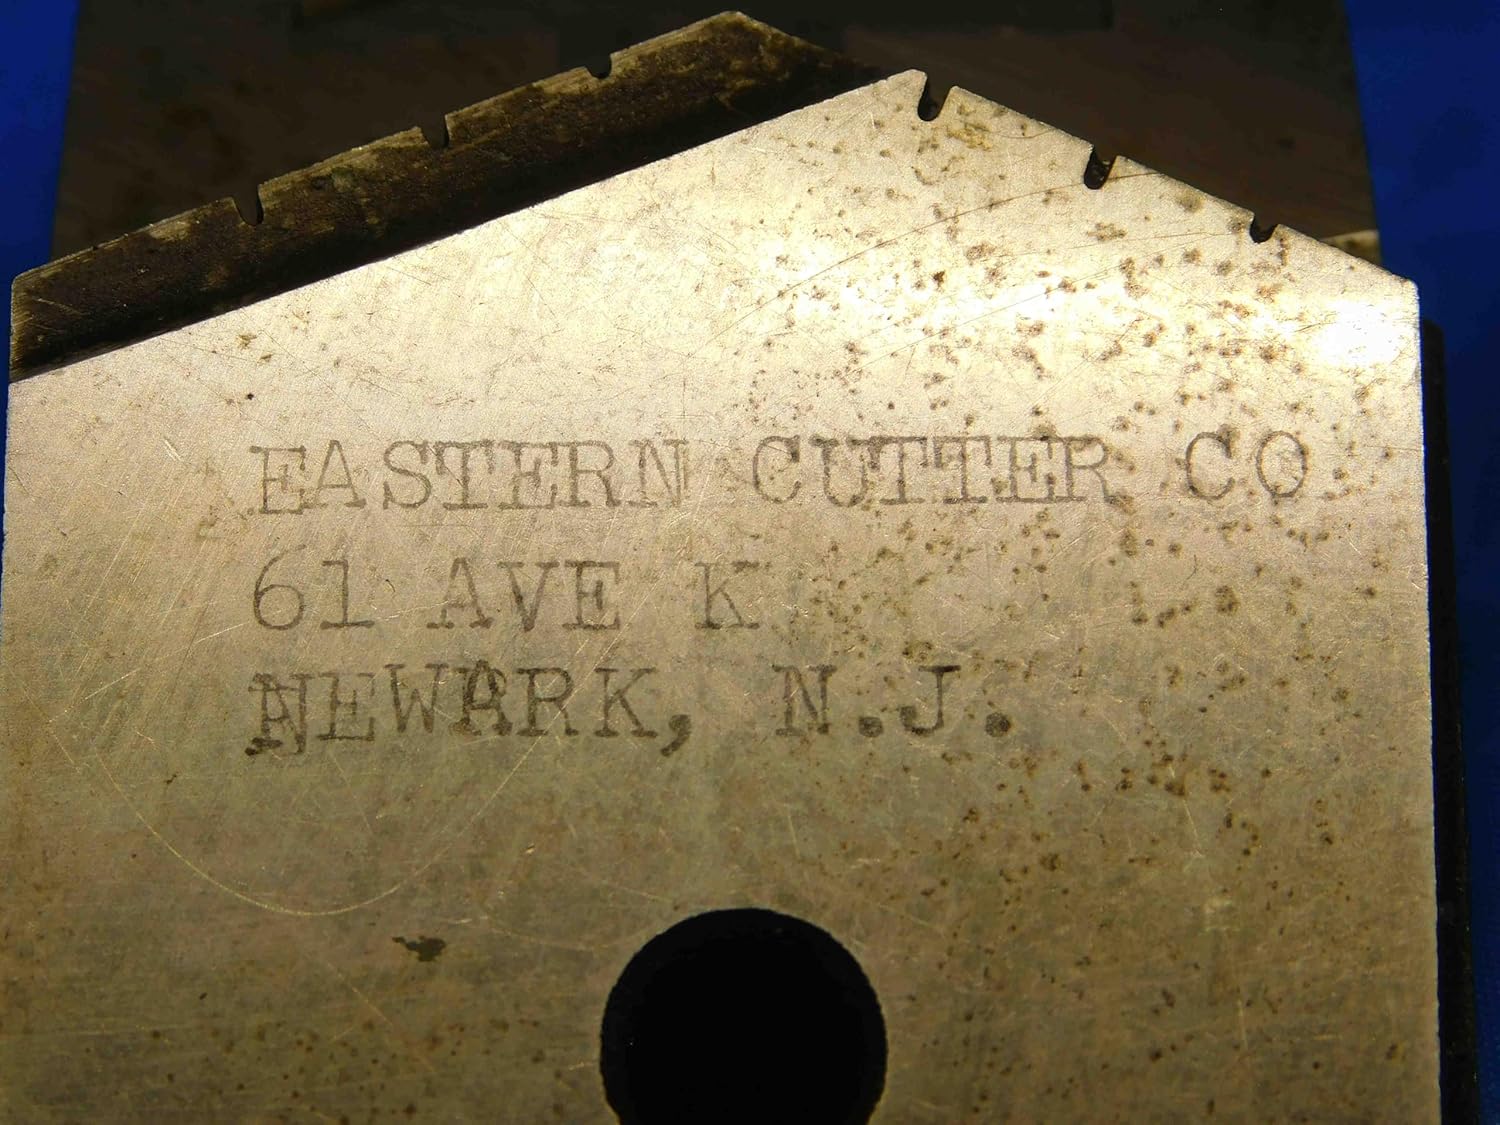 EASTERN CUTTER CO
61 AVE K
NEWARK, N.J.